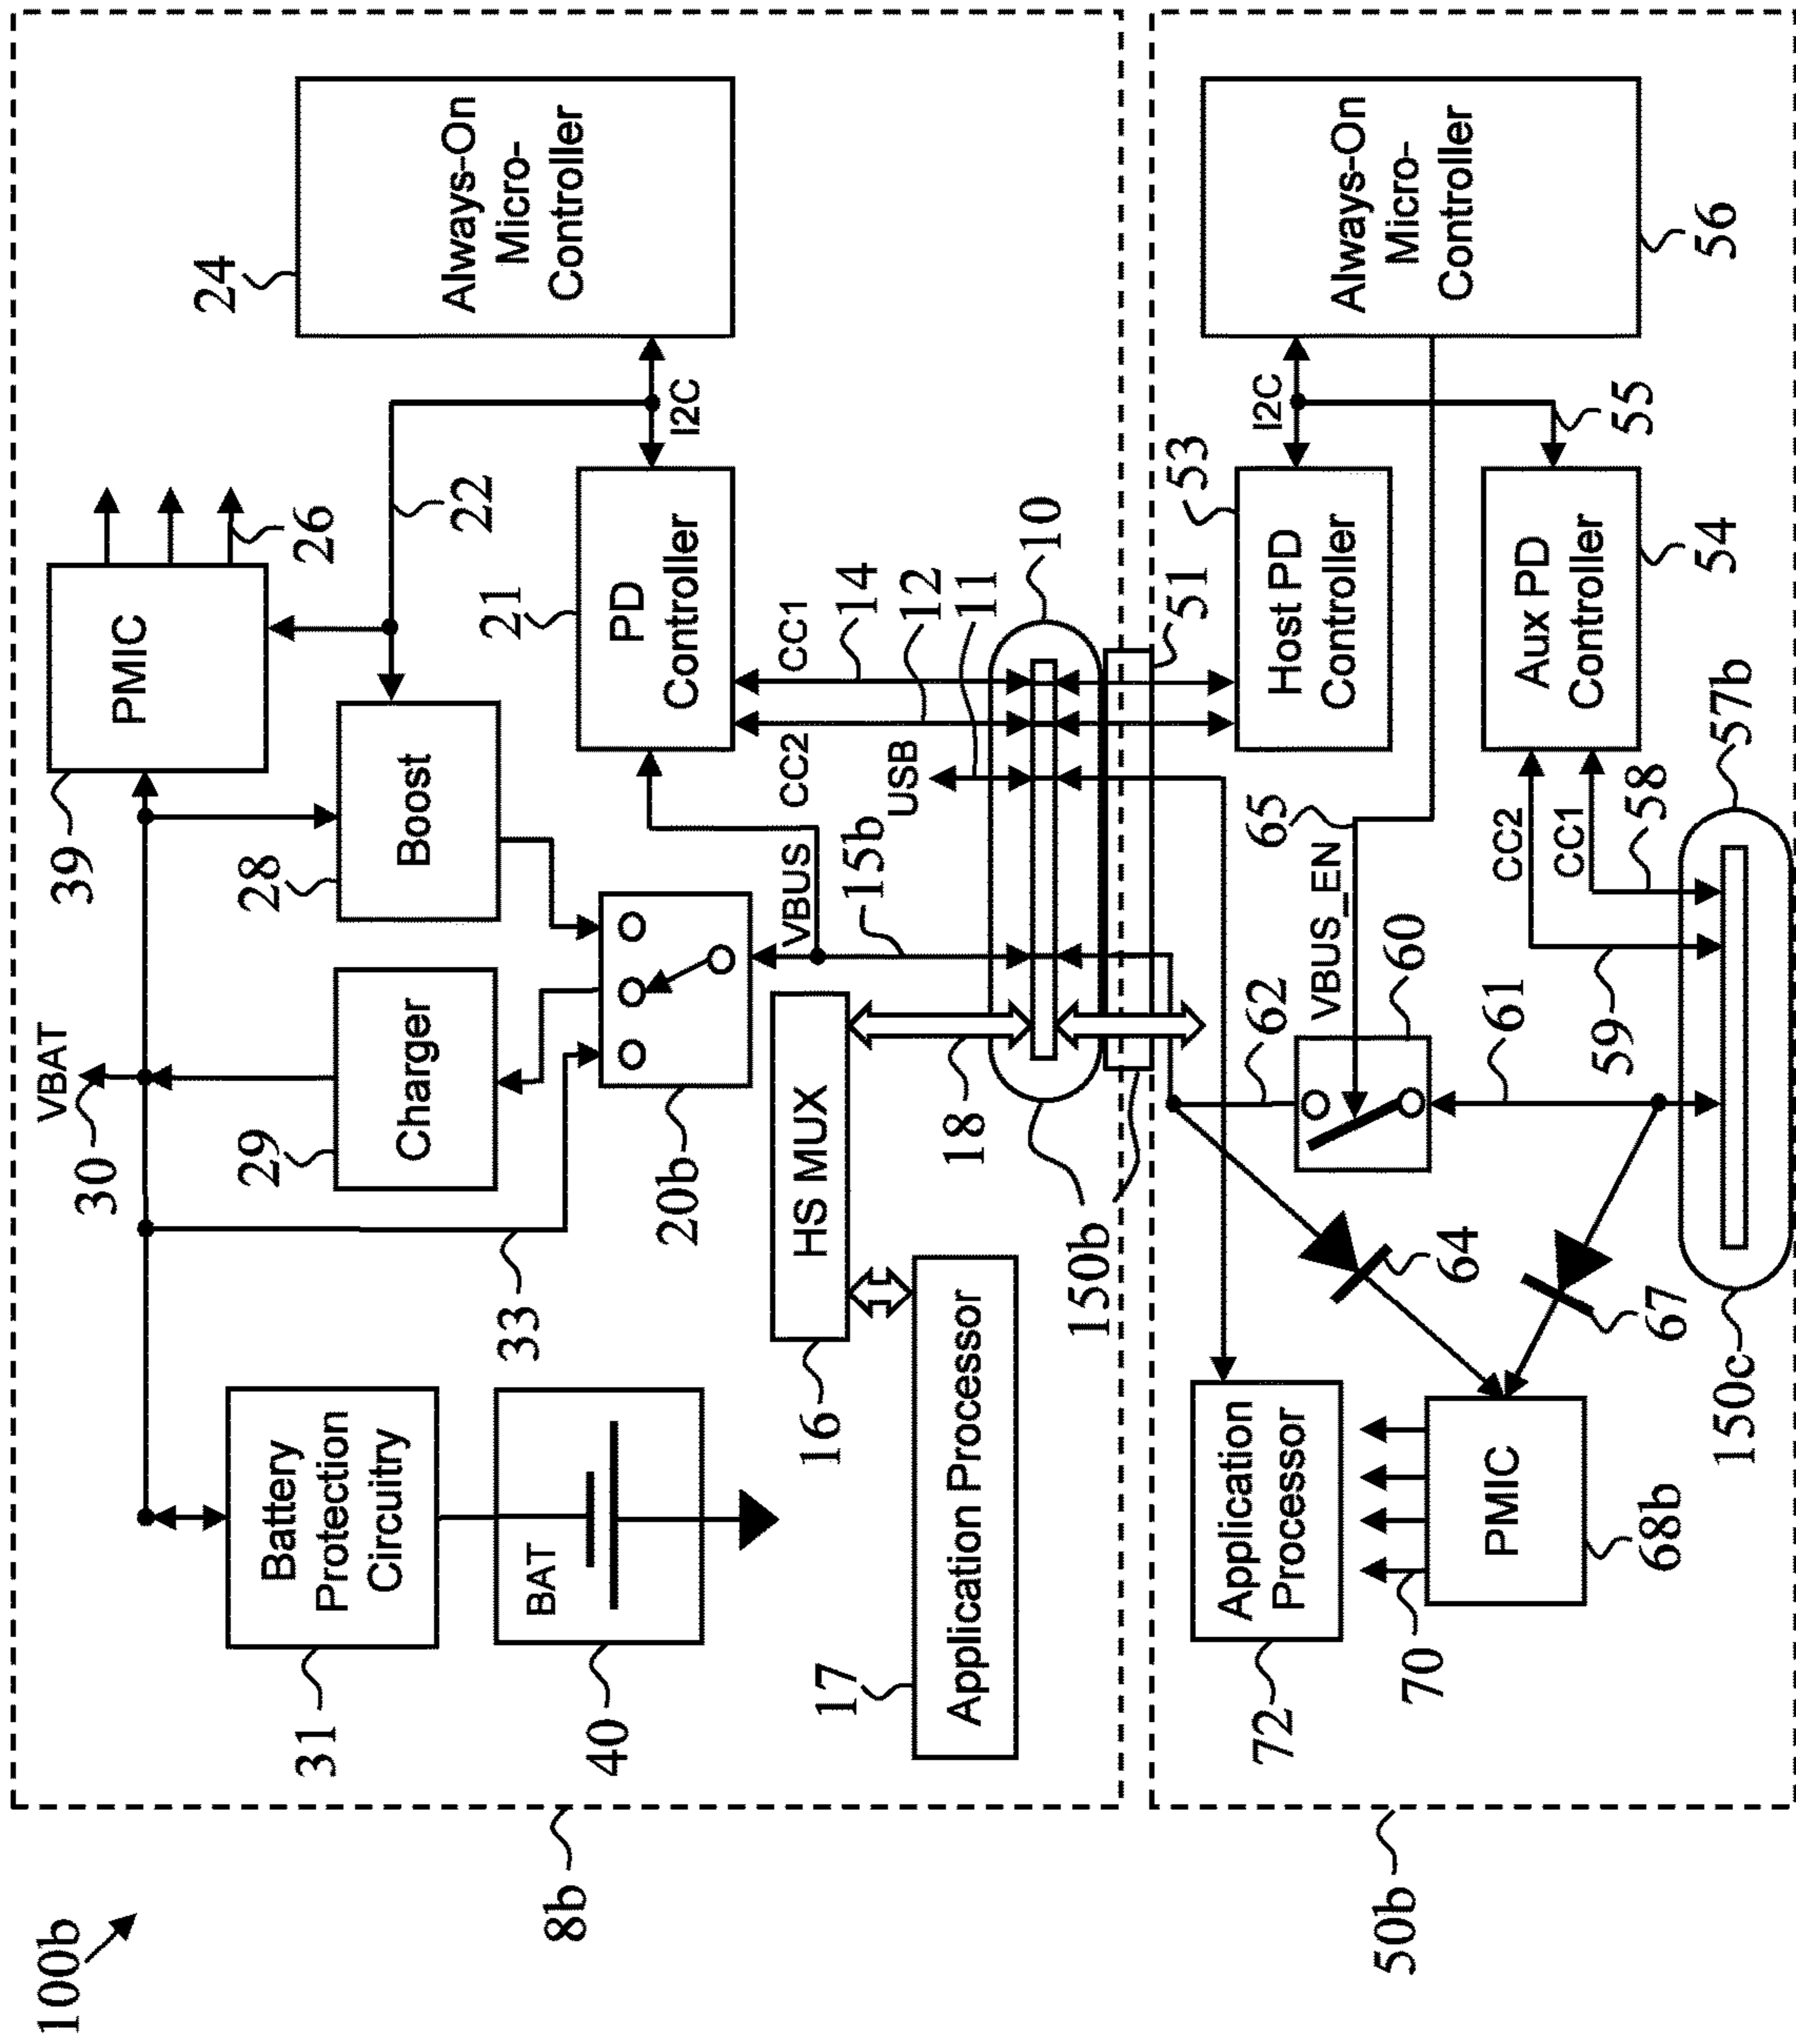 100b
8b
50b
31
Battery
Protection
Circuitry
40
BAT
17
Application Processor
16
HS MUX
18
30
VBAT
29
Charger
33
20b
39
PMIC
26
28
Boost
22
24
Always-On
Micro-
Controller
I2C
21
PD
Controller
VBUS
15b
CC2
CC1
USB
14
12
11
10
150b
51
53
Host PD
Controller
I2C
55
Always-On
Micro-
Controller
56
54
Aux PD
Controller
65
VBUS_EN
60
62
61
CC2
CC1
58
59
57b
150c
64
67
72
Application
Processor
70
PMIC
68b